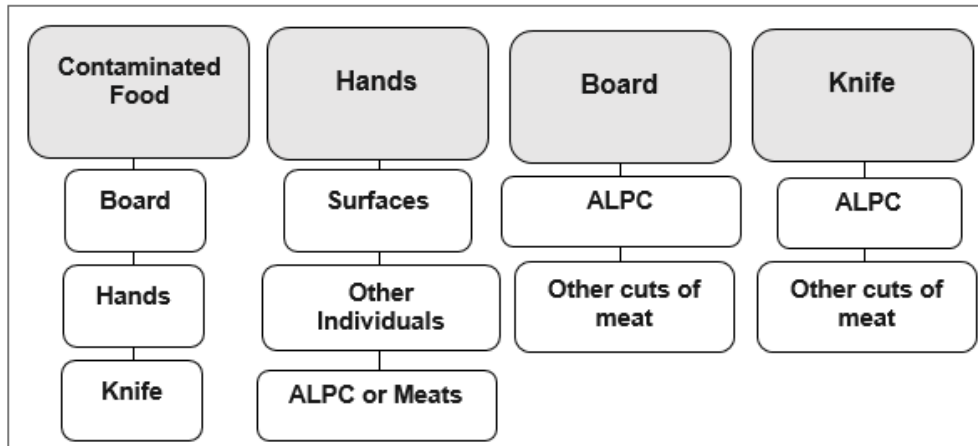 Contaminated
Food
Board
Hands
Knife
Hands
Surfaces
Other
Individuals
ALPC or Meats
Board
ALPC
Other cuts of
meat
Knife
ALPC
Other cuts of
meat